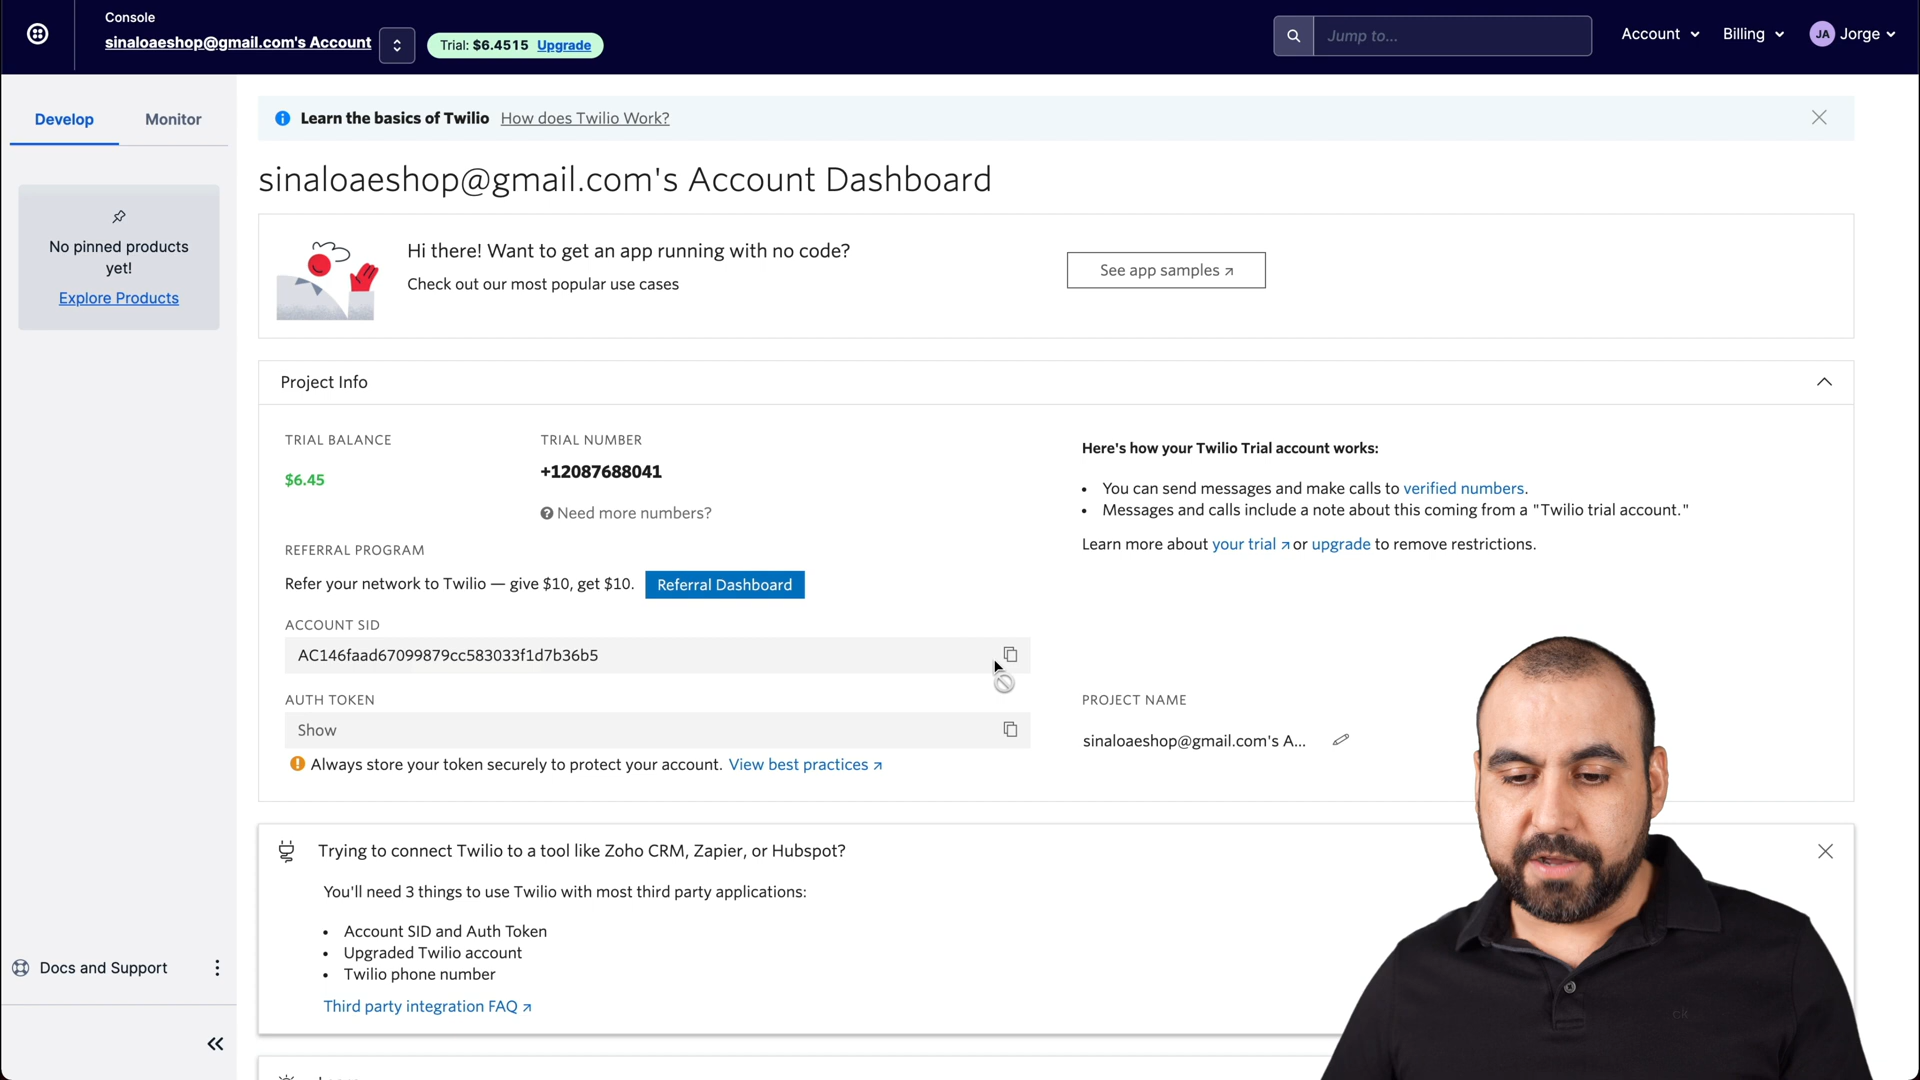 Console
sinaloaeshop@gmail.com's Account
Trial: $6.4515 Upgrade
Jump to...
Account
Billing
JA Jorge
Develop
Monitor
Learn the basics of Twilio How does Twilio Work?
sinaloaeshop@gmail.com's Account Dashboard
No pinned products
yet!
Explore Products
Hi there! Want to get an app running with no code?
Check out our most popular use cases
See app samples
Project Info
TRIAL BALANCE
$6.45
TRIAL NUMBER
+12087688041
Need more numbers?
Here's how your Twilio Trial account works:
• You can send messages and make calls to verified numbers.
• Messages and calls include a note about this coming from a "Twilio trial account."
Learn more about your trial or upgrade to remove restrictions.
REFERRAL PROGRAM
Refer your network to Twilio — give $10, get $10. Referral Dashboard
ACCOUNT SID
AC146faad67099879cc583033f1d7b36b5
AUTH TOKEN
Show
Always store your token securely to protect your account. View best practices
PROJECT NAME
sinaloaeshop@gmail.com's A...
Trying to connect Twilio to a tool like Zoho CRM, Zapier, or Hubspot?
You'll need 3 things to use Twilio with most third party applications:
• Account SID and Auth Token
• Upgraded Twilio account
• Twilio phone number
Third party integration FAQ
Docs and Support
ck